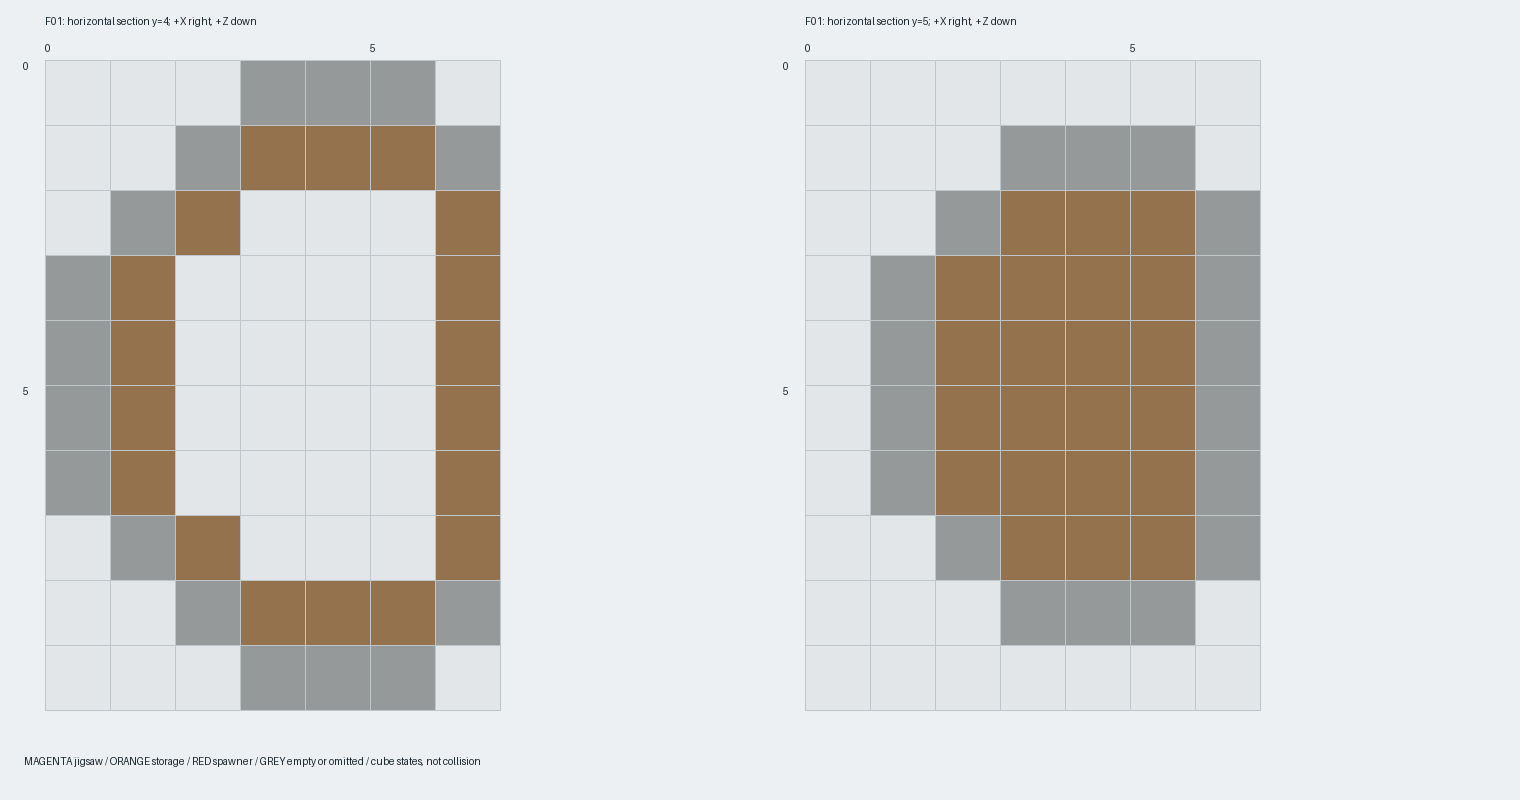 F01: horizontal section y=4; +X right, +Z down
F01: horizontal section y=5; +X right, +Z down
0 5
0 5
0
0
5
5
MAGENTA jigsaw / ORANGE storage / RED spawner / GREY empty or omitted / cube states, not collision